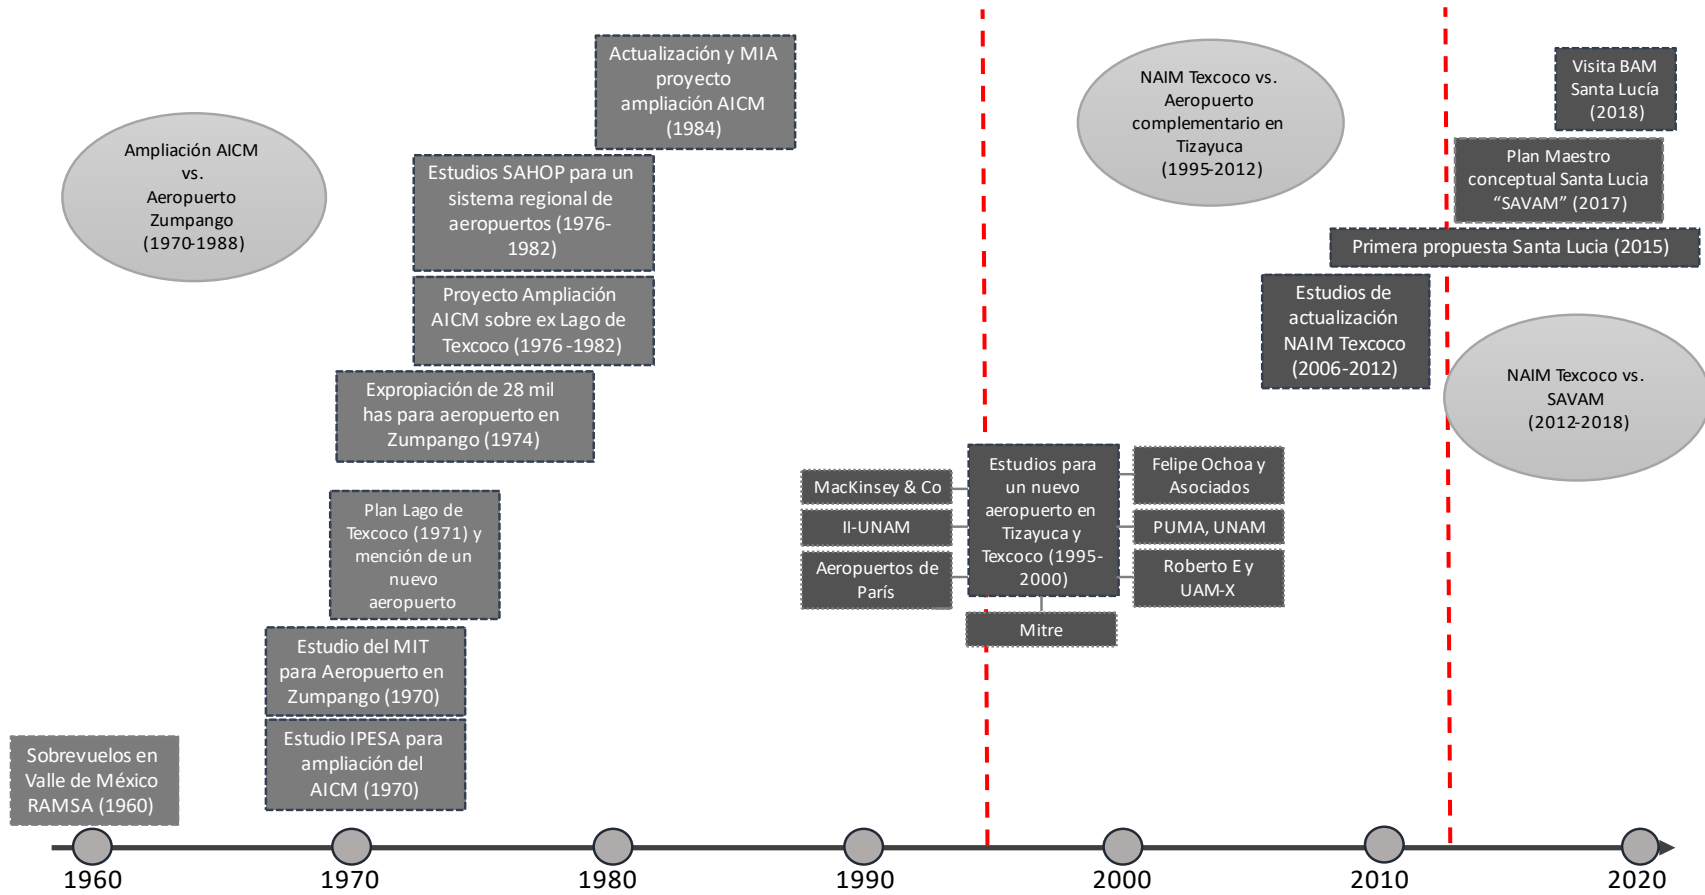 Actualización y MIA
proyecto
ampliación AICM
(1984)
Ampliación AICM
vs.
Aeropuerto
Zumpango
(1970-1988)
Estudios SAHOP para un
sistema regional de
aeropuertos (1976-
1982)
Proyecto Ampliación
AICM sobre ex Lago de
Texcoco (1976 -1982)
Expropiación de 28 mil
has para aeropuerto en
Zumpango (1974)
Plan Lago de
Texcoco (1971) y
mención de un
nuevo
aeropuerto
Estudio del MIT
para Aeropuerto en
Zumpango (1970)
Estudio IPESA para
ampliación del
AICM (1970)
Sobrevuelos en
Valle de México
RAMSA (1960)
NAIM Texcoco vs.
Aeropuerto
complementario en
Tizayuca
(1995-2012)
Visita BAM
Santa Lucía
(2018)
Plan Maestro
conceptual Santa Lucia
“SAVAM” (2017)
Primera propuesta Santa Lucia (2015)
Estudios de
actualización
NAIM Texcoco
(2006-2012)
NAIM Texcoco vs.
SAVAM
(2012-2018)
MacKinsey & Co
II-UNAM
Aeropuertos de
París
Estudios para
un nuevo
aeropuerto en
Tizayuca y
Texcoco (1995-
2000)
Felipe Ochoa y
Asociados
PUMA, UNAM
Roberto E y
UAM-X
Mitre
1960
1970
1980
1990
2000
2010
2020